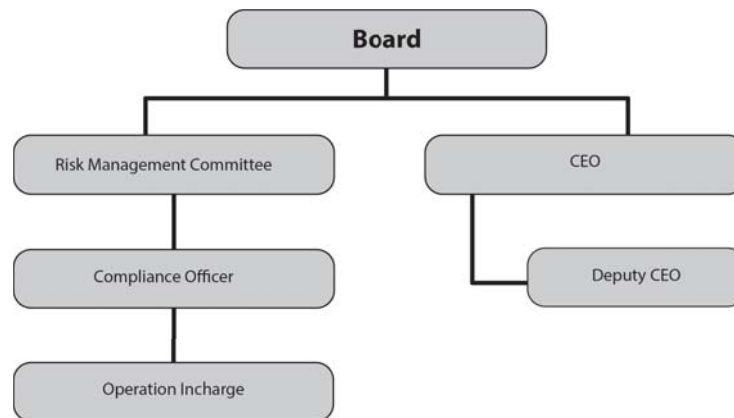 Board
Risk Management Committee
CEO
Compliance Officer
Deputy CEO
Operation Incharge